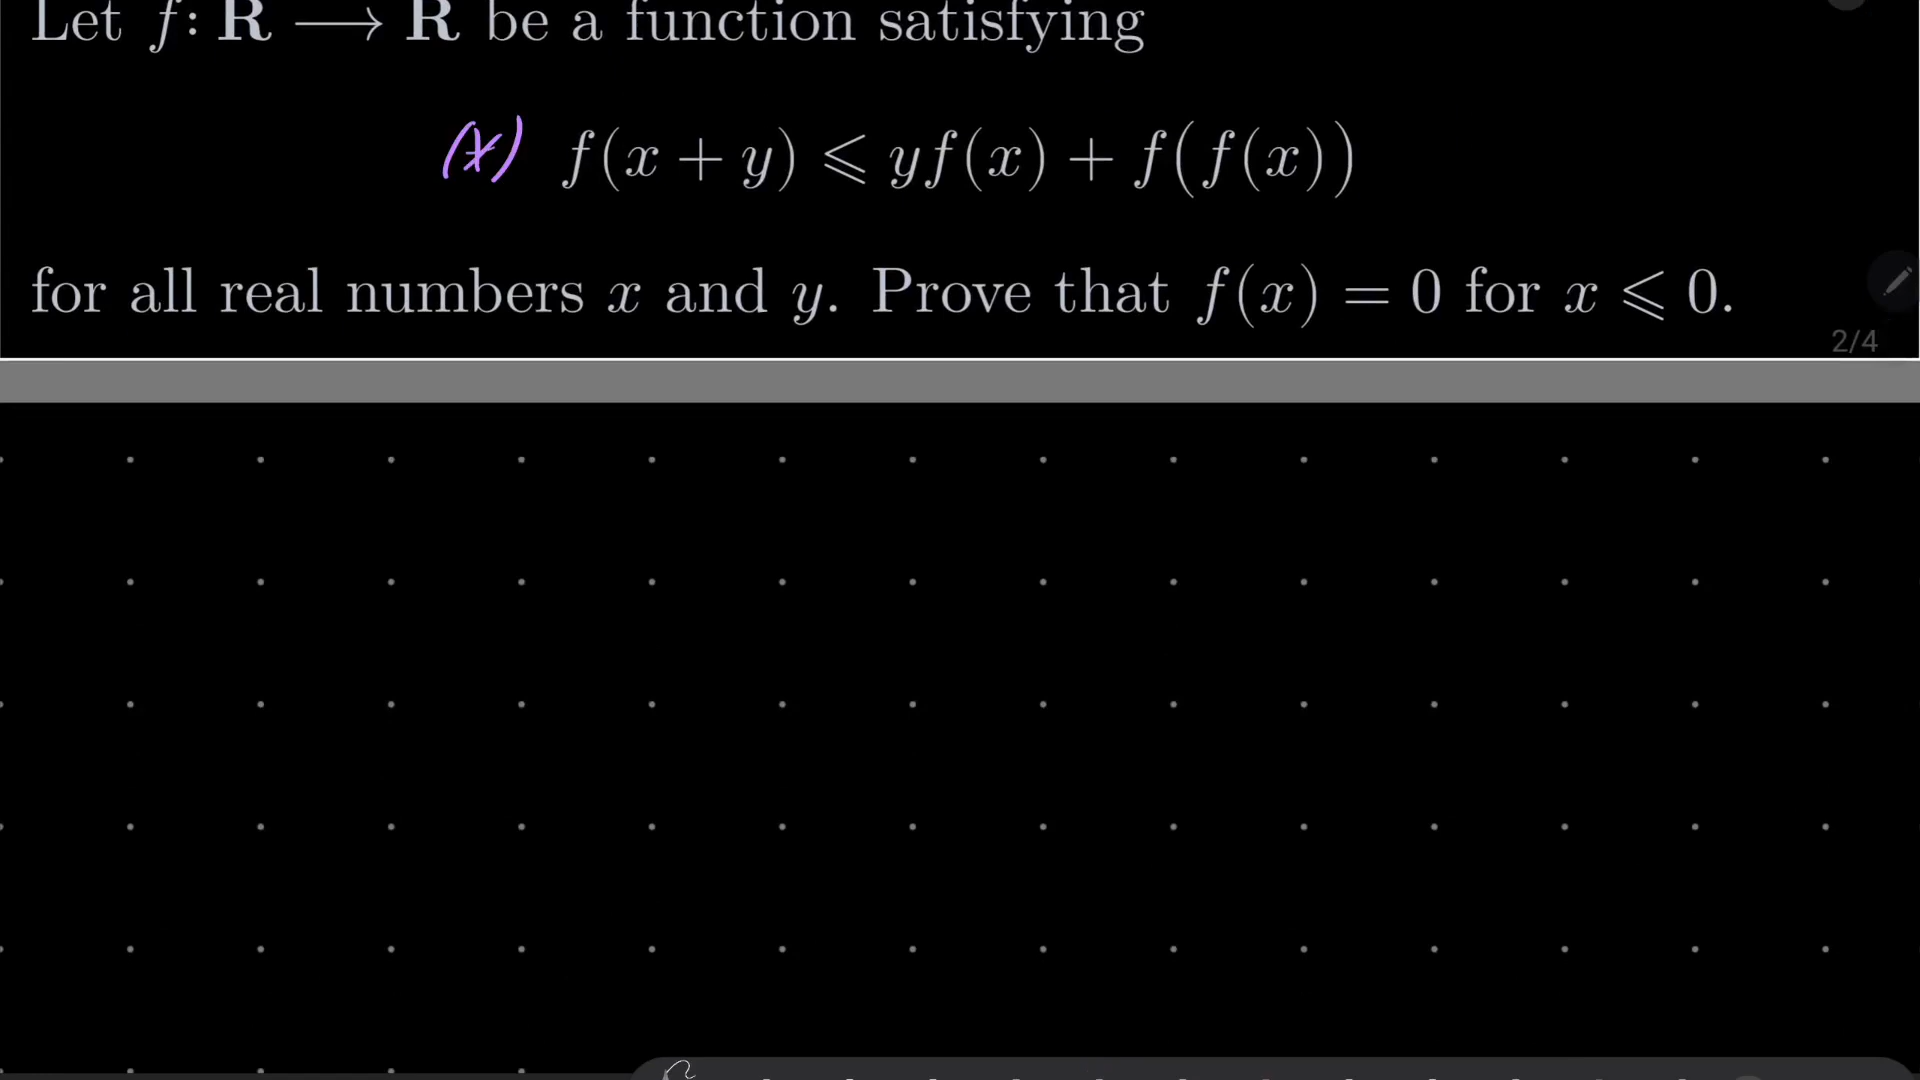 Let f: R ⟶ R be a function satisfying
(*) f(x + y) ⩽ yf(x) + f(f(x))
for all real numbers x and y. Prove that f(x) = 0 for x ⩽ 0.
2/4